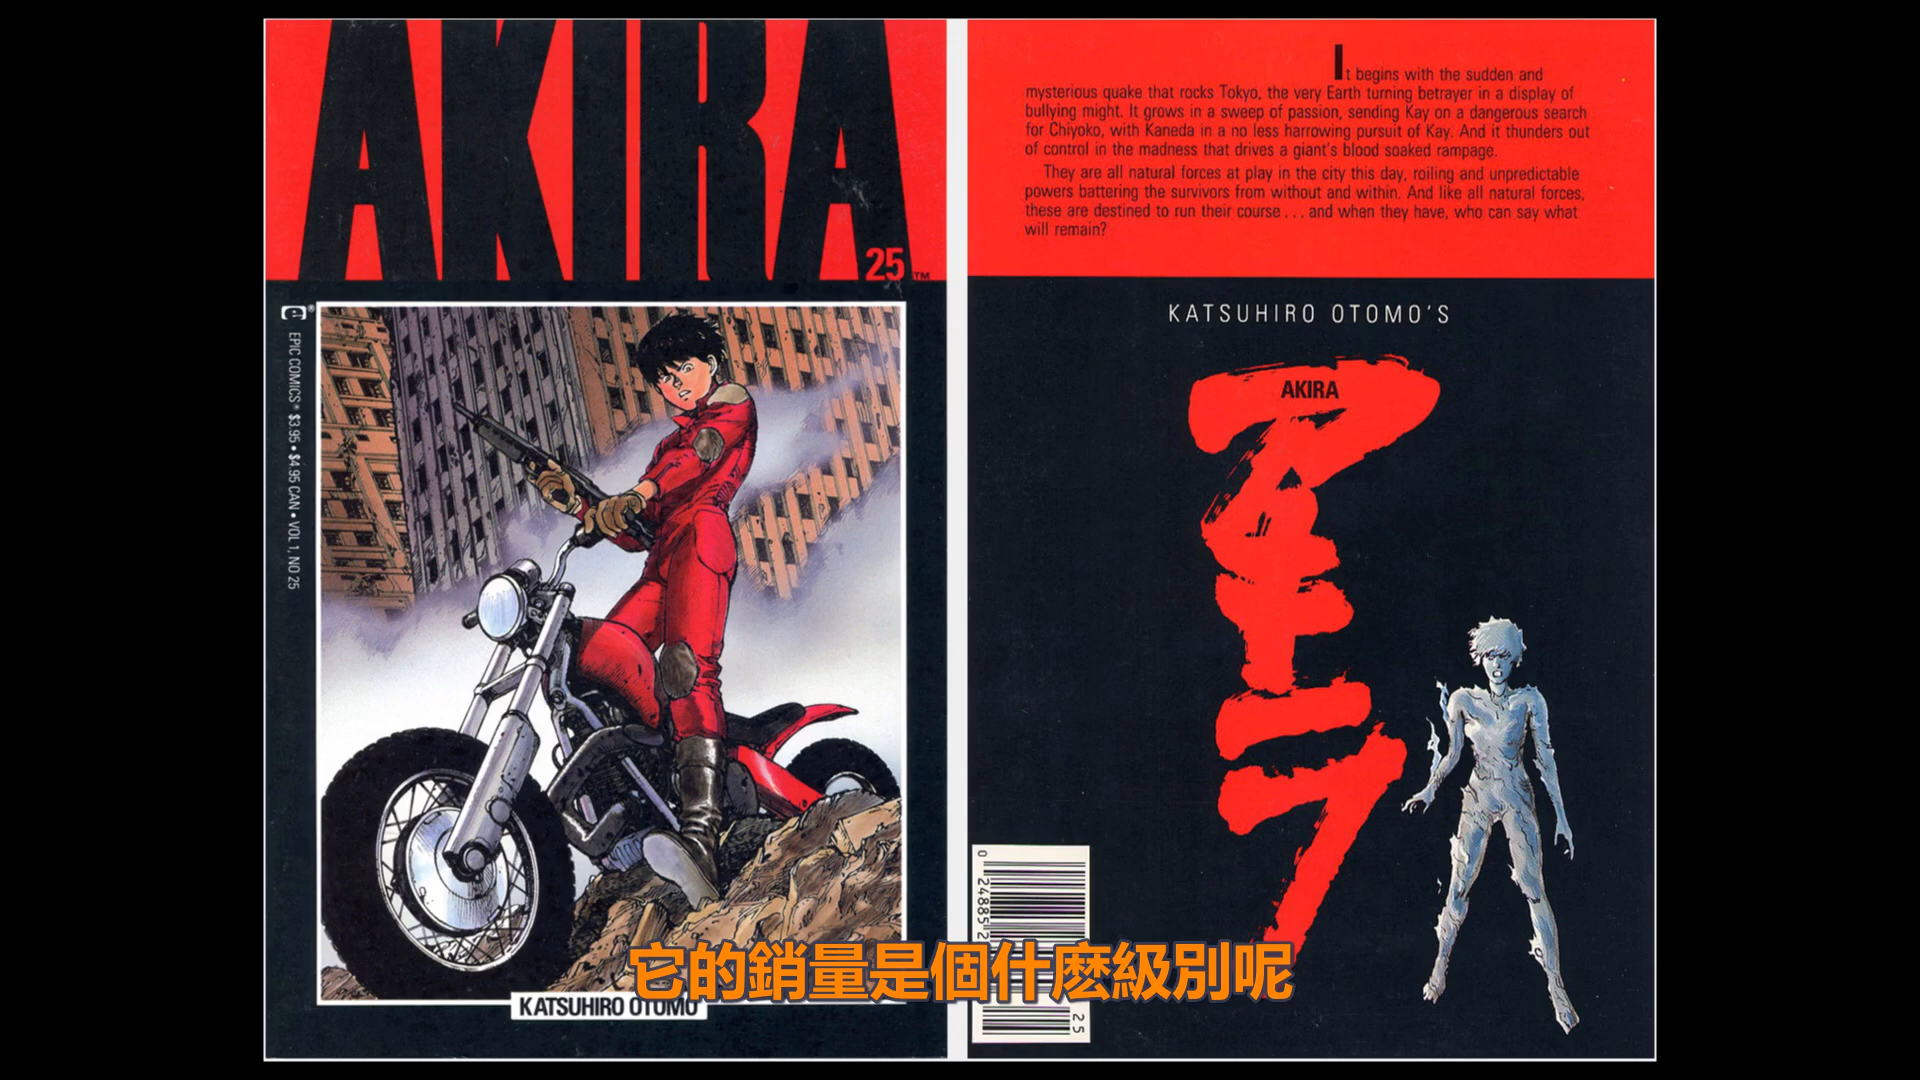 AKIRA
25
TM
EPIC COMICS® $3.95 • $4.95 CAN • VOL 1, NO 25
KATSUHIRO OTOMO
It begins with the sudden and
mysterious quake that rocks Tokyo, the very Earth turning betrayer in a display of
bullying might. It grows in a sweep of passion, sending Kay on a dangerous search
for Chiyoko, with Kaneda in a no less harrowing pursuit of Kay. And it thunders out
of control in the madness that drives a giant's blood soaked rampage.
They are all natural forces at play in the city this day, roiling and unpredictable
powers battering the survivors from without and within. And like all natural forces,
these are destined to run their course . . . and when they have, who can say what
will remain?
KATSUHIRO OTOMO'S
アキラ
AKIRA
0
24885 2
25
它的銷量是個什麽級別呢